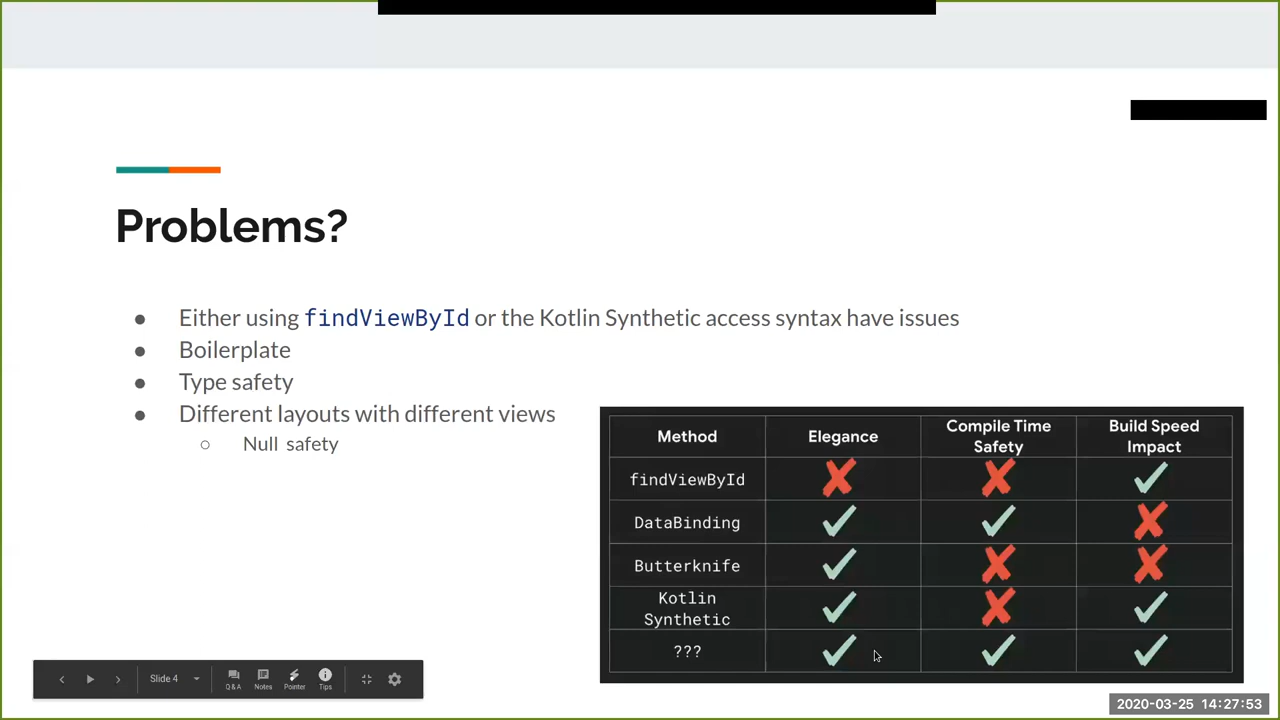 Problems?
● Either using findViewById or the Kotlin Synthetic access syntax have issues
● Boilerplate
● Type safety
● Different layouts with different views
○ Null safety
Method Elegance Compile Time Safety Build Speed Impact
findViewById ✘ ✘ ✓
DataBinding ✓ ✓ ✘
Butterknife ✓ ✘ ✘
Kotlin Synthetic ✓ ✘ ✓
??? ✓ ✓ ✓
Slide 4
Q&A Notes Pointer Tips
2020-03-25 14:27:53